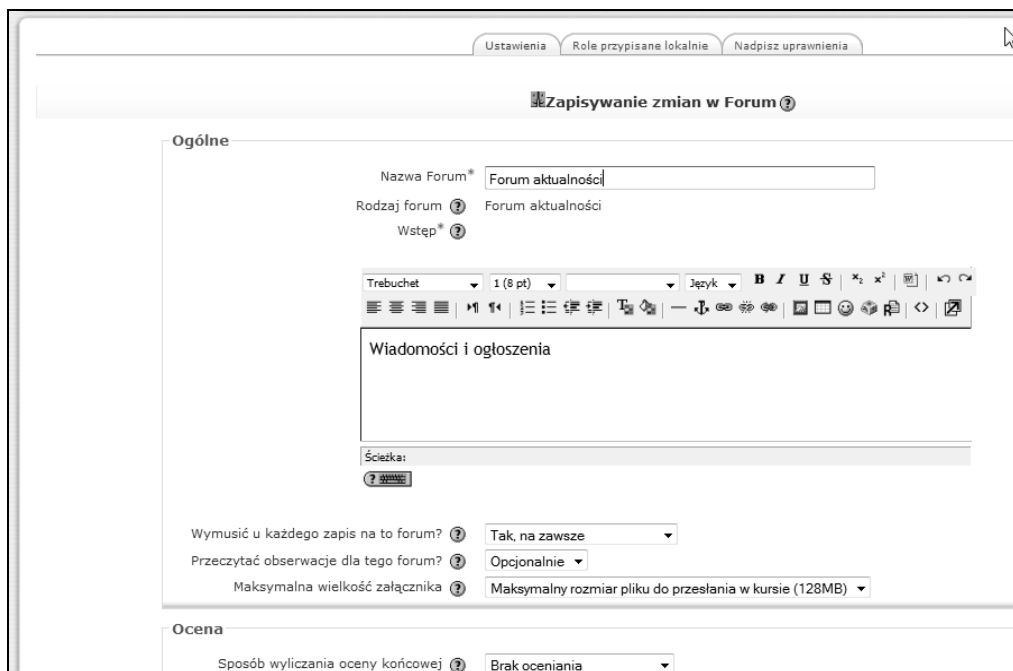 Ustawienia Role przypisane lokalnie Nadpisz uprawnienia
Zapisywanie zmian w Forum
Ogólne
Nazwa Forum* Forum aktualności
Rodzaj forum Forum aktualności
Wstęp*
Trebuchet 1 (8 pt) Język B I U S x₂ x²
Wiadomości i ogłoszenia
Ścieżka:
Wymusić u każdego zapis na to forum? Tak, na zawsze
Przeczytać obserwacje dla tego forum? Opcjonalnie
Maksymalna wielkość załącznika Maksymalny rozmiar pliku do przesłania w kursie (128MB)
Ocena
Sposób wyliczania oceny końcowej Brak oceniania